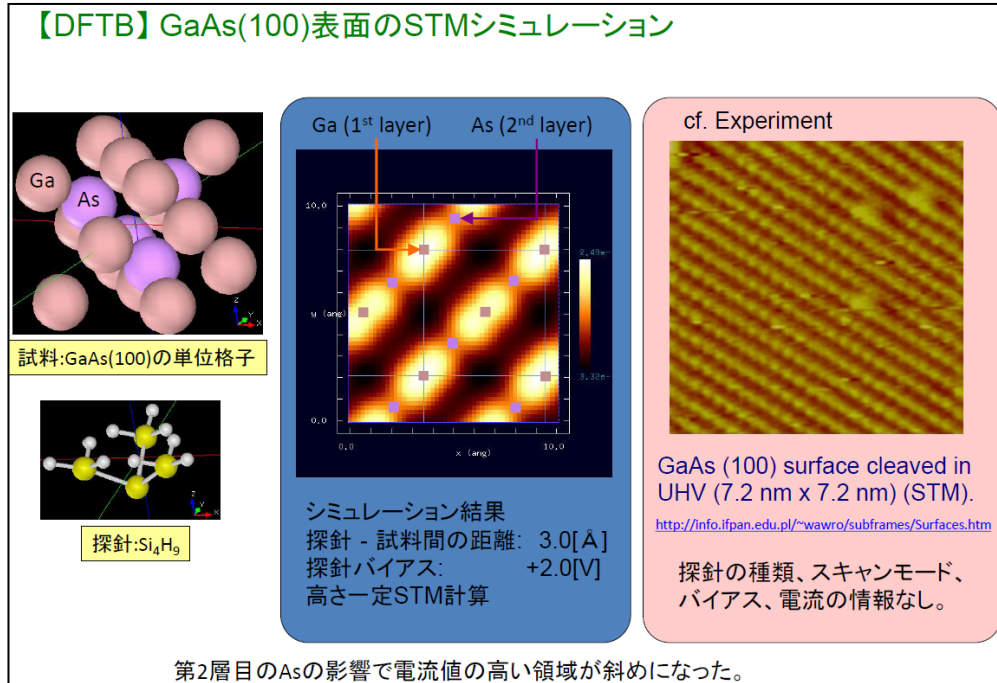 【DFTB】 GaAs(100)表面のSTMシミュレーション
Ga
As
試料:GaAs(100)の単位格子
探針:Si₄H₉
Ga (1st layer)
As (2nd layer)
10.0
y (ang)
0.0
0.0
x (ang)
10.0
シミュレーション結果
探針 - 試料間の距離: 3.0[Å]
探針バイアス: +2.0[V]
高さ一定STM計算
cf. Experiment
GaAs (100) surface cleaved in
UHV (7.2 nm x 7.2 nm) (STM).
http://info.ifpan.edu.pl/~wawro/subframes/Surfaces.htm
探針の種類、スキャンモード、
バイアス、電流の情報なし。
第2層目のAsの影響で電流値の高い領域が斜めになった。